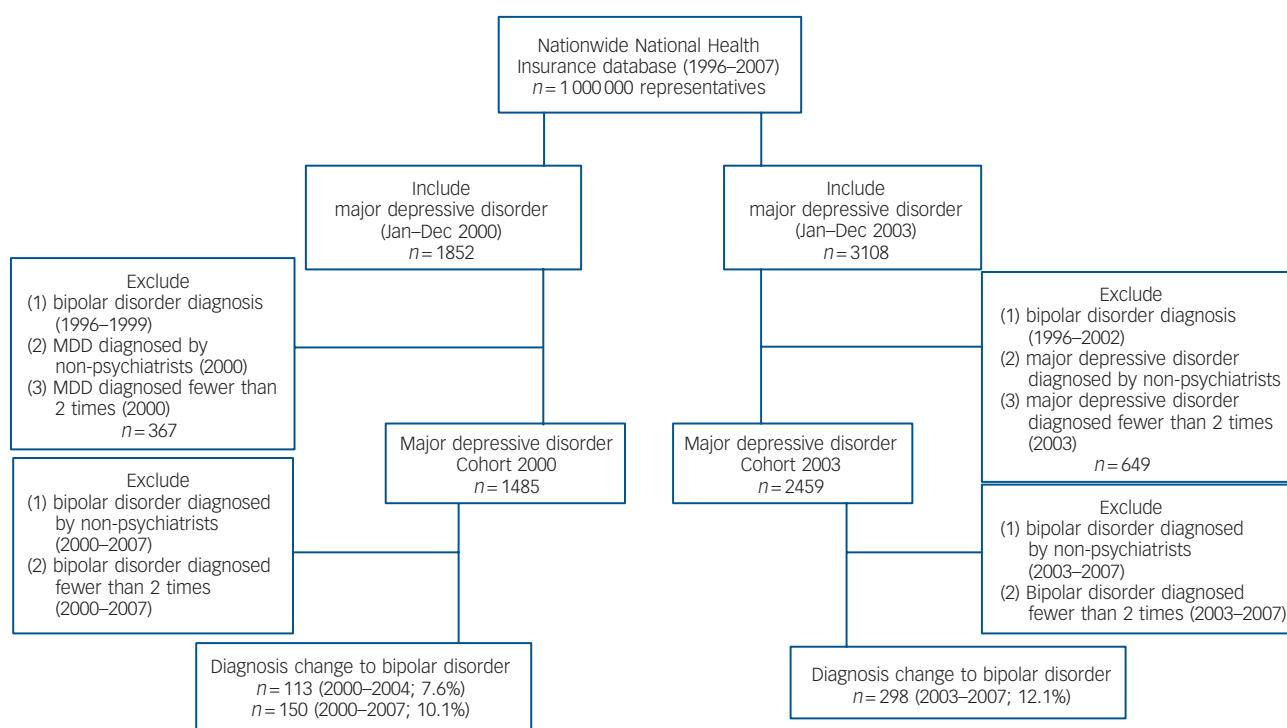 Nationwide National Health
Insurance database (1996–2007)
n = 1 000 000 representatives
Include
major depressive disorder
(Jan–Dec 2000)
n = 1852
Include
major depressive disorder
(Jan–Dec 2003)
n = 3108
Exclude
(1) bipolar disorder diagnosis
(1996–1999)
(2) MDD diagnosed by
non-psychiatrists (2000)
(3) MDD diagnosed fewer than
2 times (2000)
n = 367
Exclude
(1) bipolar disorder diagnosis
(1996–2002)
(2) major depressive disorder
diagnosed by non-psychiatrists
(3) major depressive disorder
diagnosed fewer than 2 times
(2003)
n = 649
Major depressive disorder
Cohort 2000
n = 1485
Major depressive disorder
Cohort 2003
n = 2459
Exclude
(1) bipolar disorder diagnosed
by non-psychiatrists
(2000–2007)
(2) bipolar disorder diagnosed
fewer than 2 times
(2000–2007)
Exclude
(1) bipolar disorder diagnosed
by non-psychiatrists
(2003–2007)
(2) Bipolar disorder diagnosed
fewer than 2 times (2003–2007)
Diagnosis change to bipolar disorder
n = 113 (2000–2004; 7.6%)
n = 150 (2000–2007; 10.1%)
Diagnosis change to bipolar disorder
n = 298 (2003–2007; 12.1%)